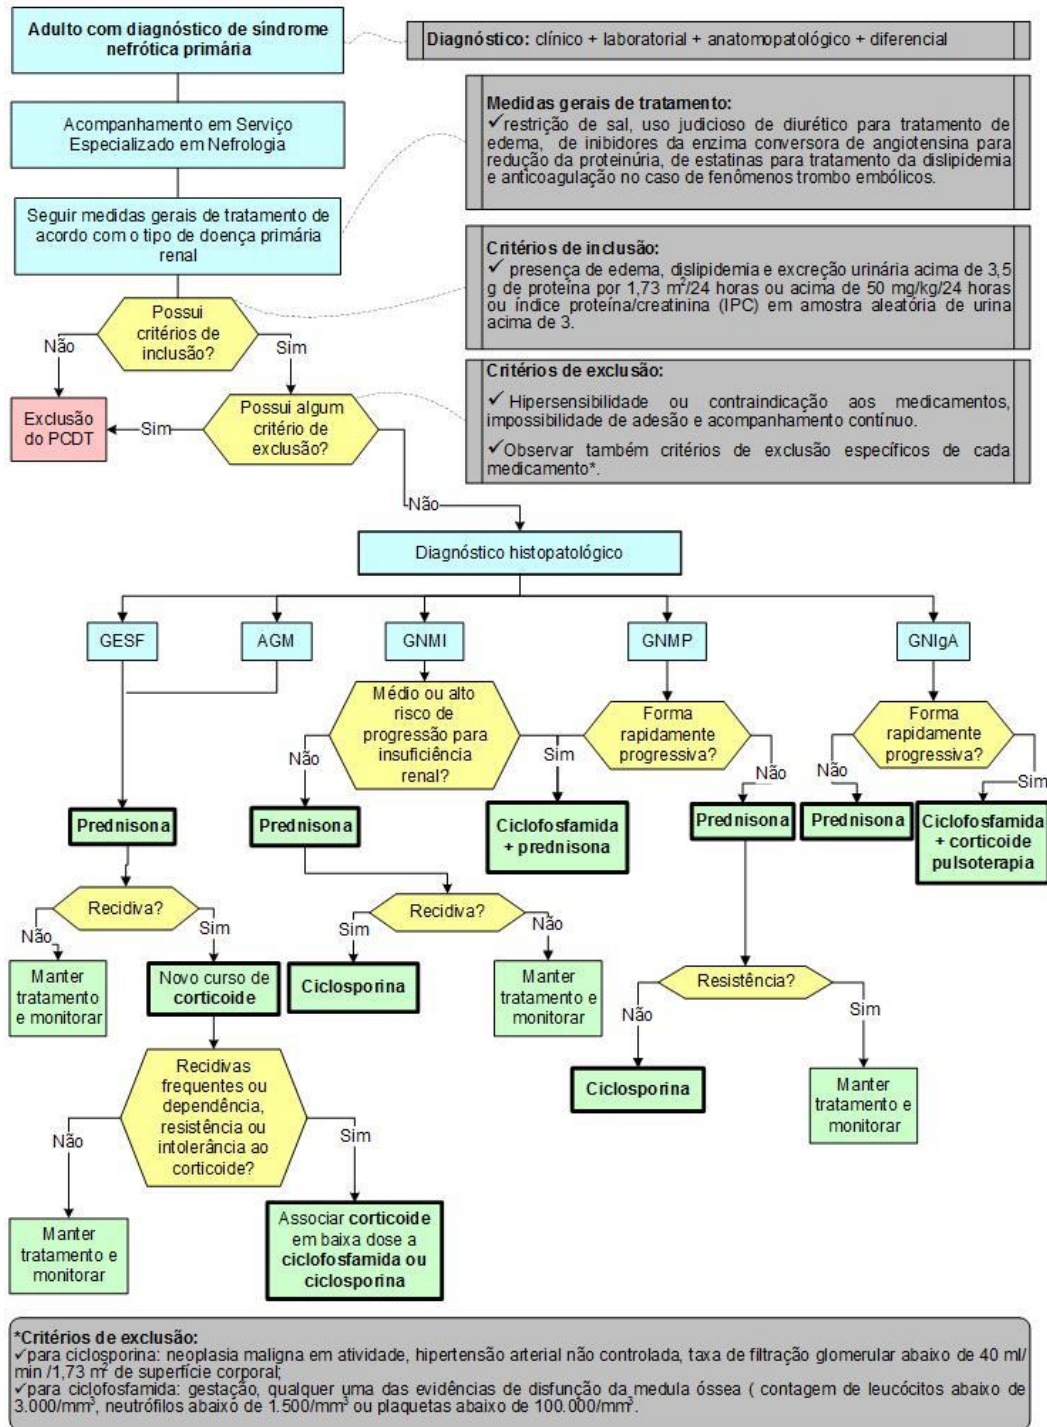 Adulto com diagnóstico de síndrome
nefrótica primária
Diagnóstico: clínico + laboratorial + anatomopatológico + diferencial
Acompanhamento em Serviço
Especializado em Nefrologia
Medidas gerais de tratamento:
✓restrição de sal, uso judicioso de diurético para tratamento de
edema, de inibidores da enzima conversora de angiotensina para
redução da proteinúria, de estatinas para tratamento da dislipidemia
e anticoagulação no caso de fenômenos trombo embólicos.
Seguir medidas gerais de tratamento de
acordo com o tipo de doença primária
renal
Critérios de inclusão:
✓ presença de edema, dislipidemia e excreção urinária acima de 3,5
g de proteína por 1,73 m²/24 horas ou acima de 50 mg/kg/24 horas
ou índice proteína/creatinina (IPC) em amostra aleatória de urina
acima de 3.
Possui
critérios de
inclusão?
Não
Sim
Critérios de exclusão:
✓ Hipersensibilidade ou contraindicação aos medicamentos,
impossibilidade de adesão e acompanhamento contínuo.
✓Observar também critérios de exclusão específicos de cada
medicamento*.
Exclusão
do PCDT
Sim
Possui algum
critério de
exclusão?
Não
Diagnóstico histopatológico
GESF
AGM
GNMI
GNMP
GNIgA
Médio ou alto
risco de
progressão para
insuficiência
renal?
Forma
rapidamente
progressiva?
Forma
rapidamente
progressiva?
Não
Sim
Não
Não
Sim
Prednisona
Prednisona
Ciclofosfamida
+ prednisona
Prednisona
Prednisona
Ciclofosfamida
+ corticoide
pulsoterapia
Recidiva?
Recidiva?
Não
Sim
Sim
Não
Manter
tratamento
e monitorar
Novo curso de
corticoide
Ciclosporina
Manter
tratamento e
monitorar
Resistência?
Não
Sim
Ciclosporina
Manter
tratamento e
monitorar
Recidivas
frequentes ou
dependência,
resistência ou
intolerância ao
corticoide?
Não
Sim
Manter
tratamento e
monitorar
Associar corticoide
em baixa dose a
ciclofosfamida ou
ciclosporina
*Critérios de exclusão:
✓para ciclosporina: neoplasia maligna em atividade, hipertensão arterial não controlada, taxa de filtração glomerular abaixo de 40 ml/
min /1,73 m² de superfície corporal;
✓para ciclofosfamida: gestação, qualquer uma das evidências de disfunção da medula óssea ( contagem de leucócitos abaixo de
3.000/mm³, neutrófilos abaixo de 1.500/mm³ ou plaquetas abaixo de 100.000/mm³.